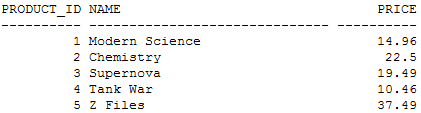 PRODUCT_ID NAME                                PRICE
---------- ------------------------------ ----------
         1 Modern Science                      14.96
         2 Chemistry                            22.5
         3 Supernova                           19.49
         4 Tank War                            10.46
         5 Z Files                             37.49